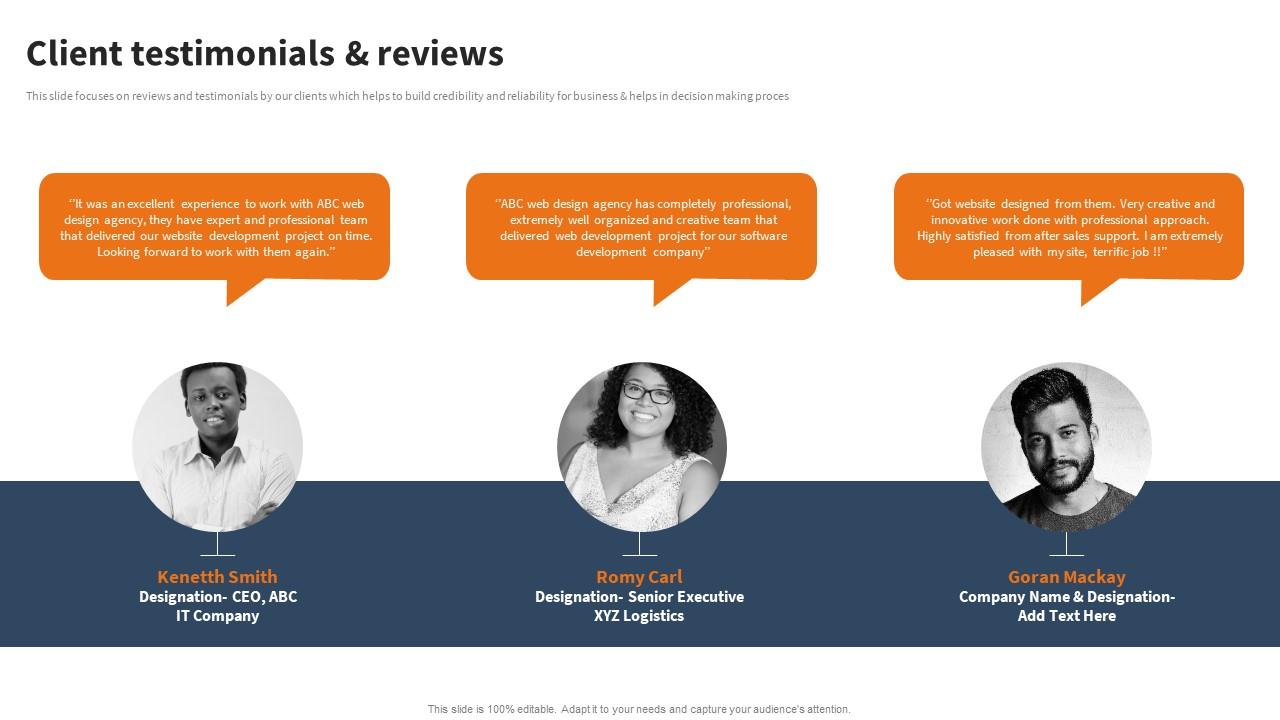 Client testimonials & reviews
This slide focuses on reviews and testimonials by our clients which helps to build credibility and reliability for business & helps in decision making proces
‘’It was an excellent experience to work with ABC web
design agency, they have expert and professional team
that delivered our website development project on time.
Looking forward to work with them again.’’
‘’ABC web design agency has completely professional,
extremely well organized and creative team that
delivered web development project for our software
development company’’
‘’Got website designed from them. Very creative and
innovative work done with professional approach.
Highly satisfied from after sales support. I am extremely
pleased with my site, terrific job !!’’
Kenetth Smith
Designation- CEO, ABC
IT Company
Romy Carl
Designation- Senior Executive
XYZ Logistics
Goran Mackay
Company Name & Designation-
Add Text Here
This slide is 100% editable. Adapt it to your needs and capture your audience's attention.